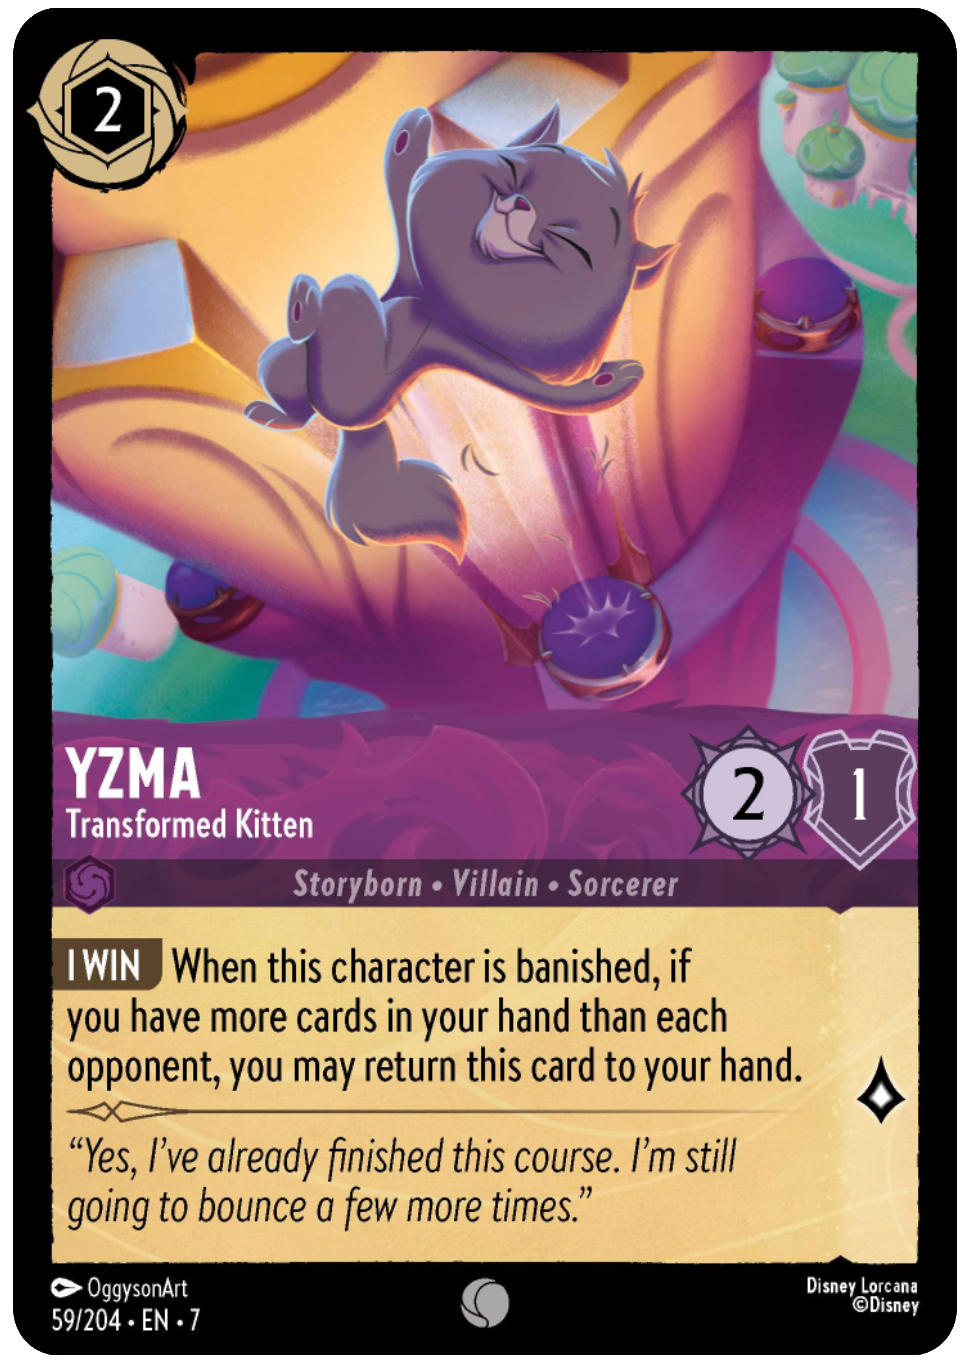 2
YZMA
Transformed Kitten
2
1
Storyborn • Villain • Sorcerer
I WIN When this character is banished, if
you have more cards in your hand than each
opponent, you may return this card to your hand.
“Yes, I’ve already finished this course. I’m still
going to bounce a few more times.”
OggysonArt
59/204 • EN • 7
Disney Lorcana
©Disney